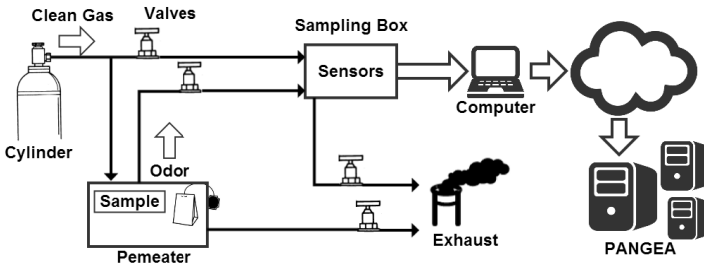 Clean Gas
Valves
Sampling Box
Sensors
Computer
Cylinder
Odor
Sample
Pemeater
Exhaust
PANGEA